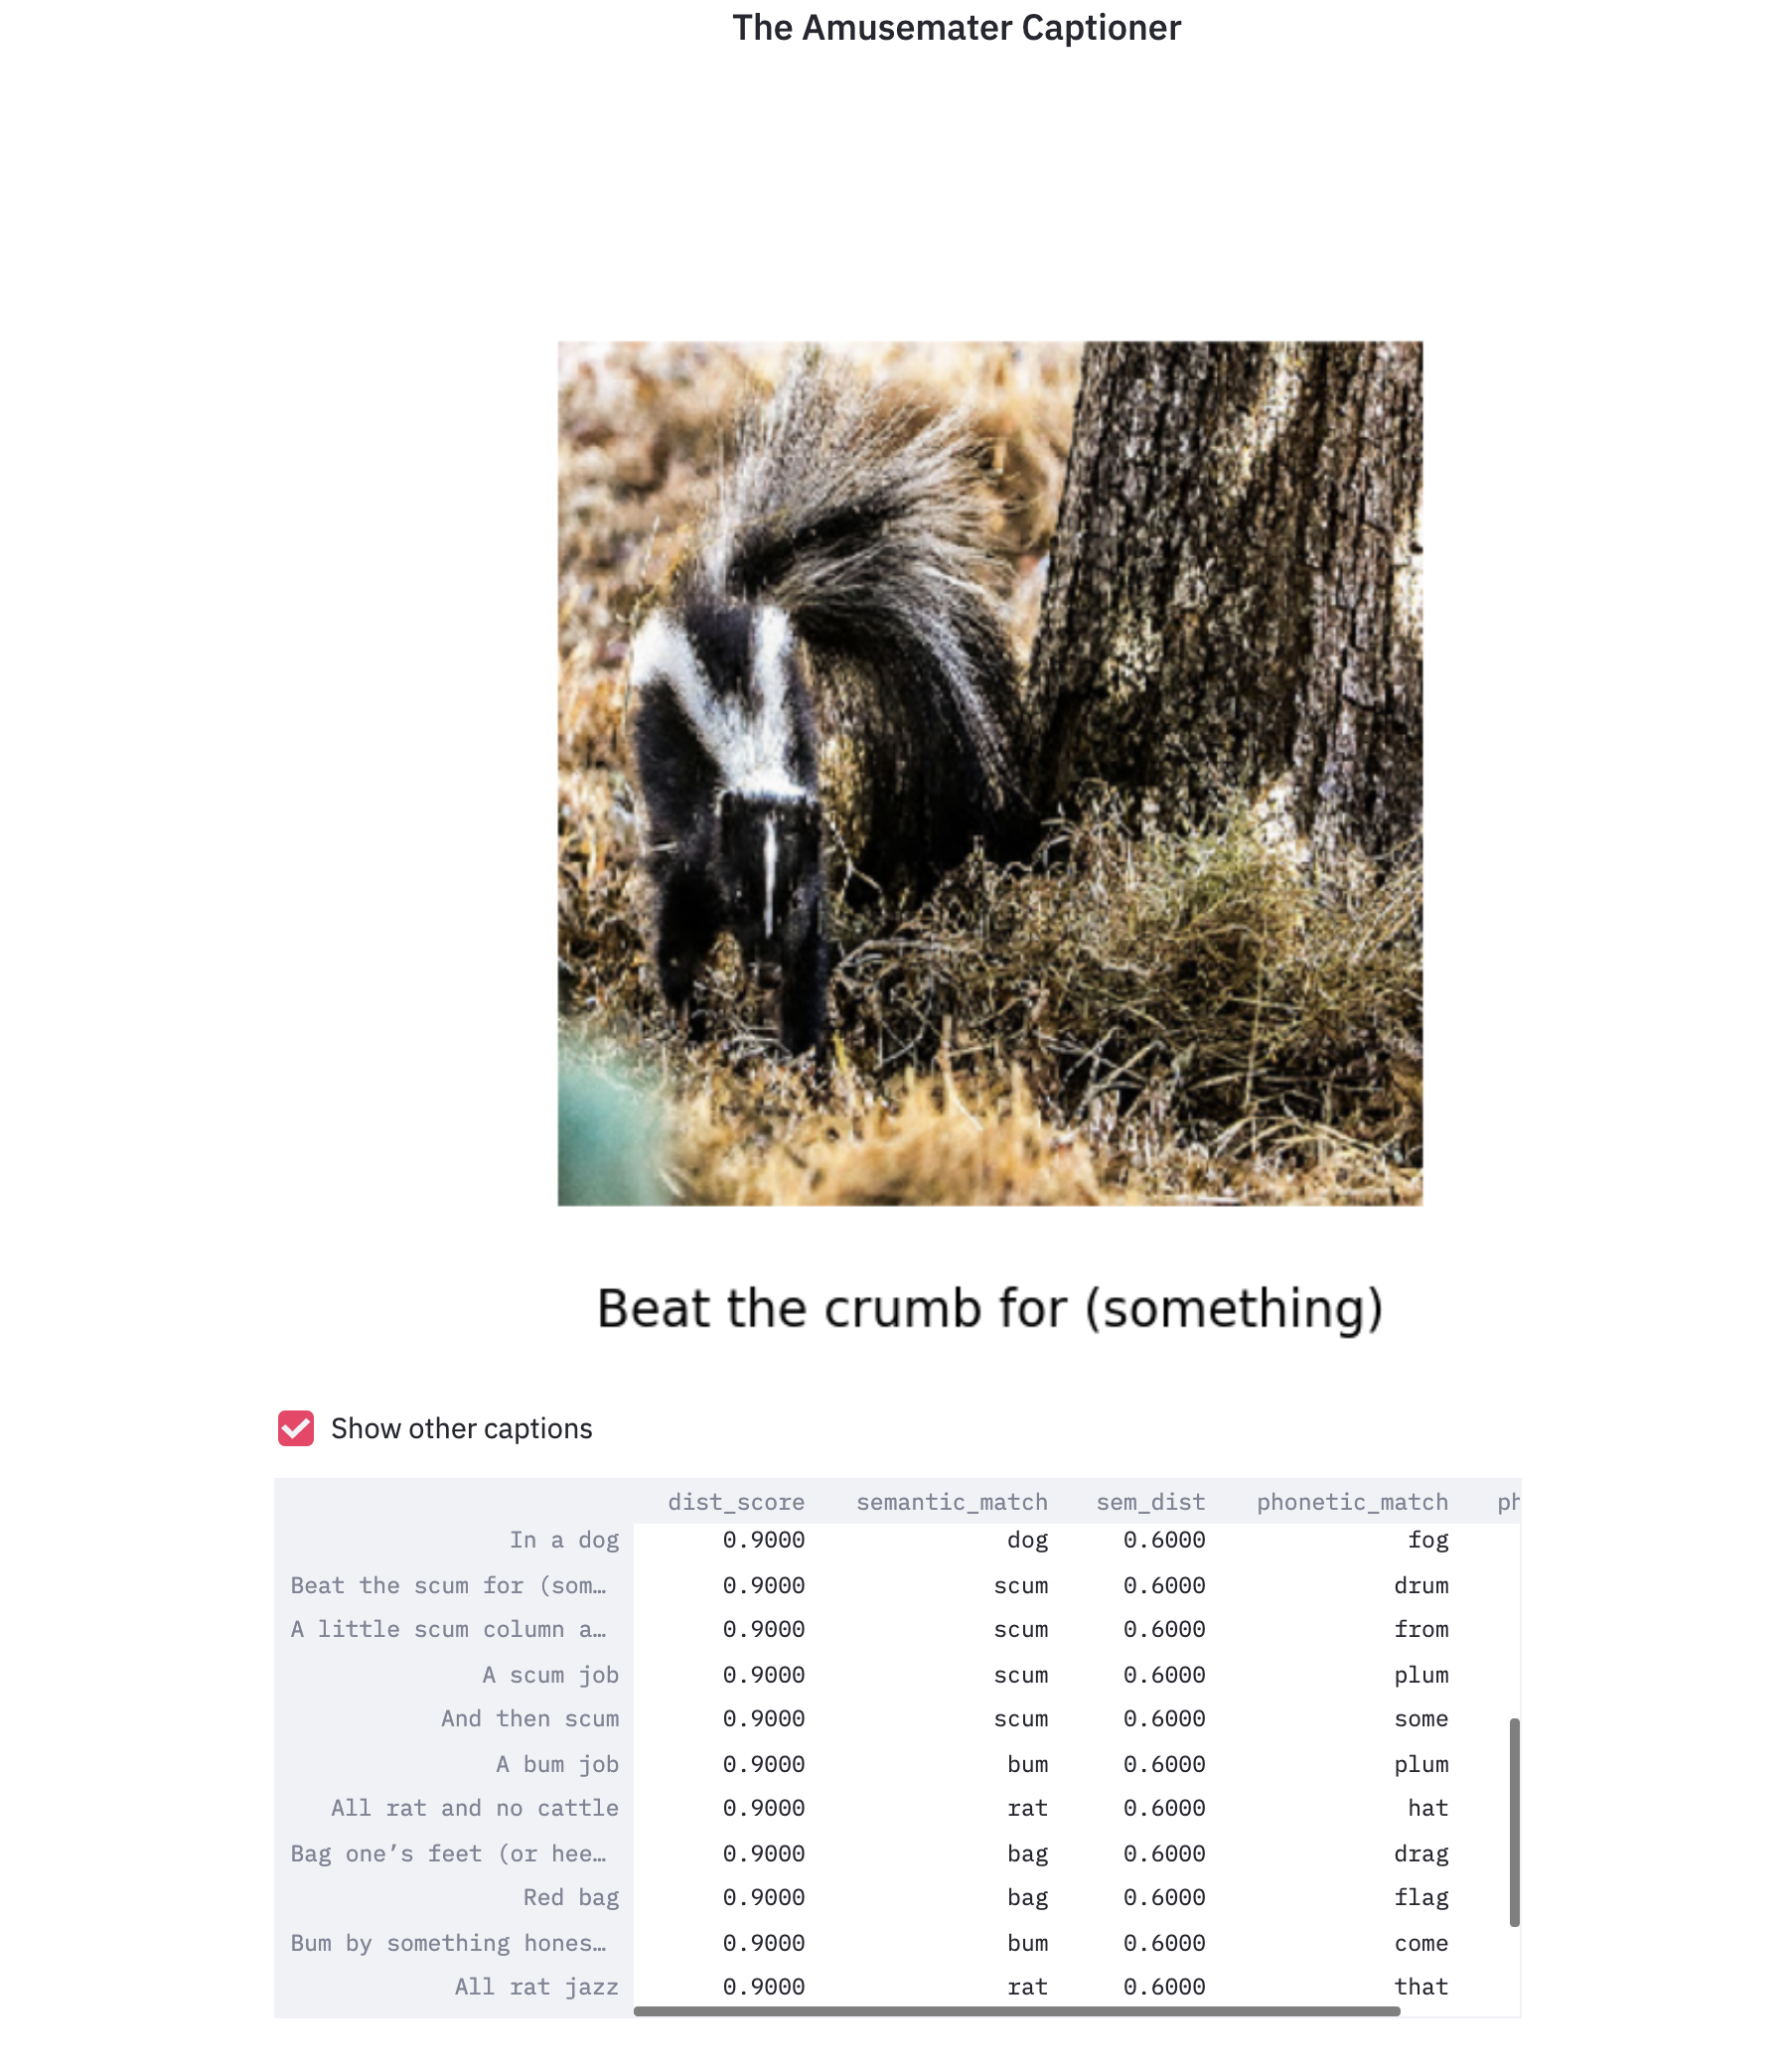 The Amusemater Captioner
Beat the crumb for (something)
Show other captions
dist_score semantic_match sem_dist phonetic_match ph
In a dog 0.9000 dog 0.6000 fog
Beat the scum for (som… 0.9000 scum 0.6000 drum
A little scum column a… 0.9000 scum 0.6000 from
A scum job 0.9000 scum 0.6000 plum
And then scum 0.9000 scum 0.6000 some
A bum job 0.9000 bum 0.6000 plum
All rat and no cattle 0.9000 rat 0.6000 hat
Bag one’s feet (or hee… 0.9000 bag 0.6000 drag
Red bag 0.9000 bag 0.6000 flag
Bum by something hones… 0.9000 bum 0.6000 come
All rat jazz 0.9000 rat 0.6000 that